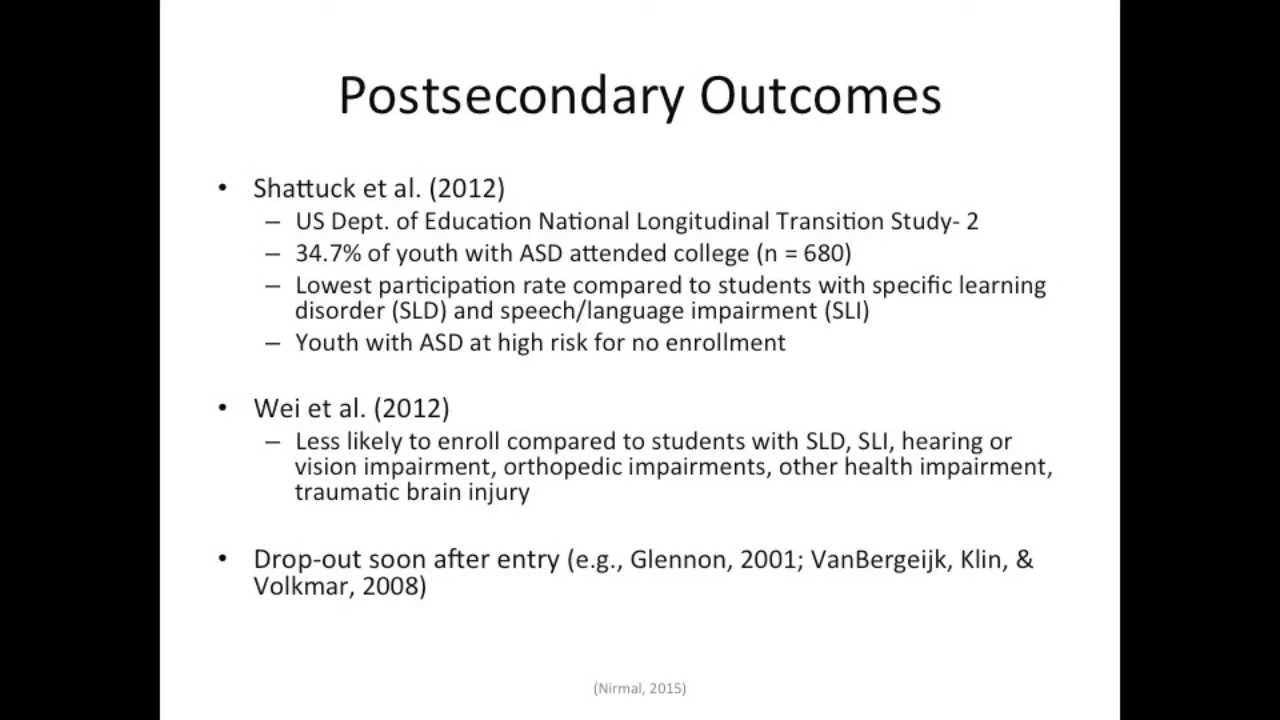 Postsecondary Outcomes
• Shattuck et al. (2012)
– US Dept. of Education National Longitudinal Transition Study- 2
– 34.7% of youth with ASD attended college (n = 680)
– Lowest participation rate compared to students with specific learning
disorder (SLD) and speech/language impairment (SLI)
– Youth with ASD at high risk for no enrollment
• Wei et al. (2012)
– Less likely to enroll compared to students with SLD, SLI, hearing or
vision impairment, orthopedic impairments, other health impairment,
traumatic brain injury
• Drop-out soon after entry (e.g., Glennon, 2001; VanBergeijk, Klin, &
Volkmar, 2008)
(Nirmal, 2015)